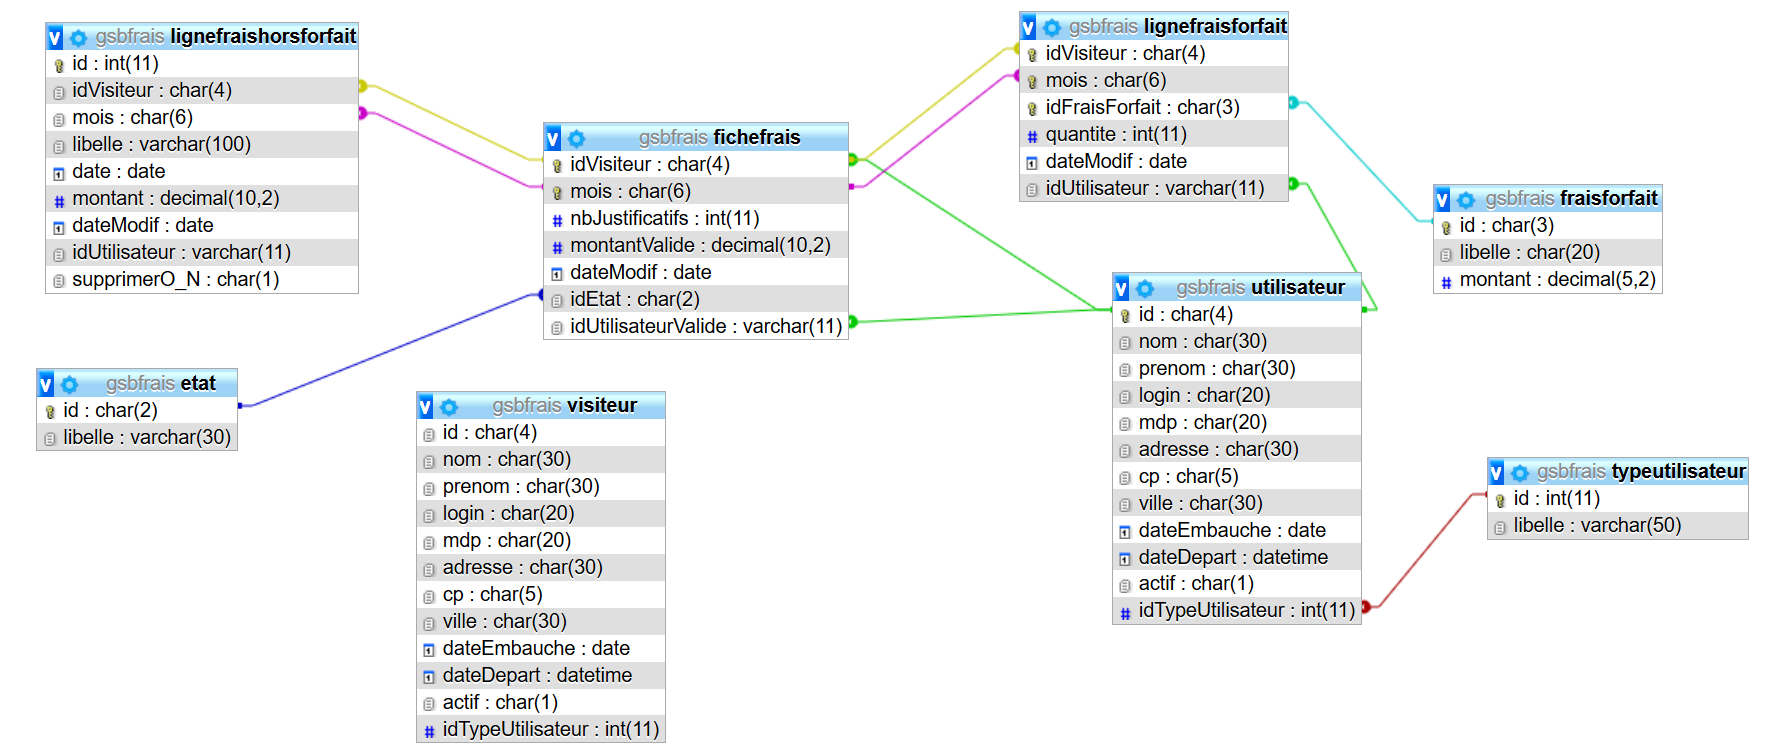 gsbfrais lignefraishorsforfait
id : int(11)
idVisiteur : char(4)
mois : char(6)
libelle : varchar(100)
date : date
montant : decimal(10,2)
dateModif : date
idUtilisateur : varchar(11)
supprimerO_N : char(1)
gsbfrais fichefrais
idVisiteur : char(4)
mois : char(6)
nbJustificatifs : int(11)
montantValide : decimal(10,2)
dateModif : date
idEtat : char(2)
idUtilisateurValide : varchar(11)
gsbfrais lignefraisforfait
idVisiteur : char(4)
mois : char(6)
idFraisForfait : char(3)
quantite : int(11)
dateModif : date
idUtilisateur : varchar(11)
gsbfrais fraisforfait
id : char(3)
libelle : char(20)
montant : decimal(5,2)
gsbfrais etat
id : char(2)
libelle : varchar(30)
gsbfrais visiteur
id : char(4)
nom : char(30)
prenom : char(30)
login : char(20)
mdp : char(20)
adresse : char(30)
cp : char(5)
ville : char(30)
dateEmbauche : date
dateDepart : datetime
actif : char(1)
idTypeUtilisateur : int(11)
gsbfrais utilisateur
id : char(4)
nom : char(30)
prenom : char(30)
login : char(20)
mdp : char(20)
adresse : char(30)
cp : char(5)
ville : char(30)
dateEmbauche : date
dateDepart : datetime
actif : char(1)
idTypeUtilisateur : int(11)
gsbfrais typeutilisateur
id : int(11)
libelle : varchar(50)